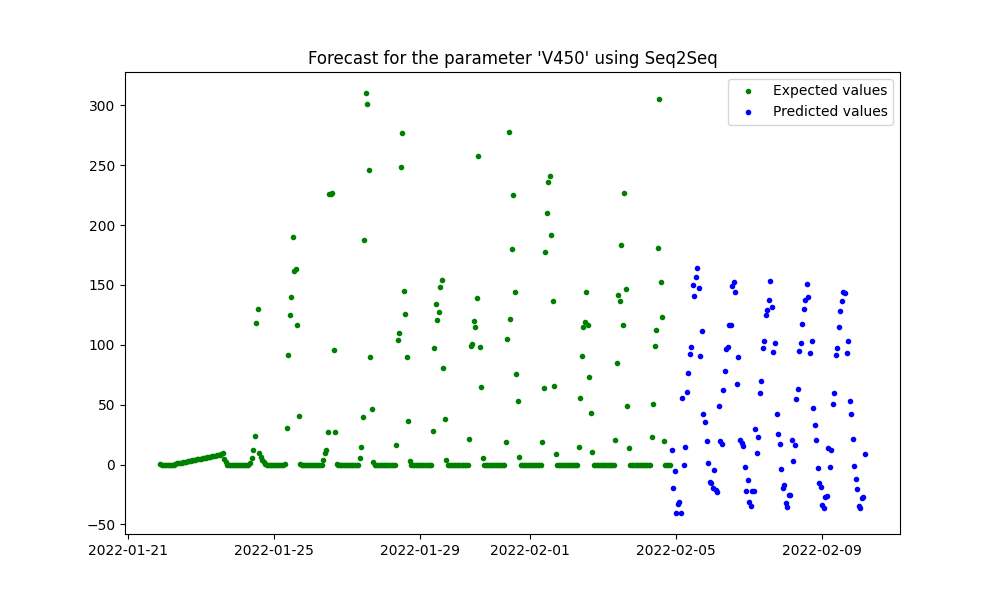 Forecast for the parameter 'V450' using Seq2Seq
Expected values
Predicted values
300
250
200
150
100
50
0
−50
2022-01-21 2022-01-25 2022-01-29 2022-02-01 2022-02-05 2022-02-09